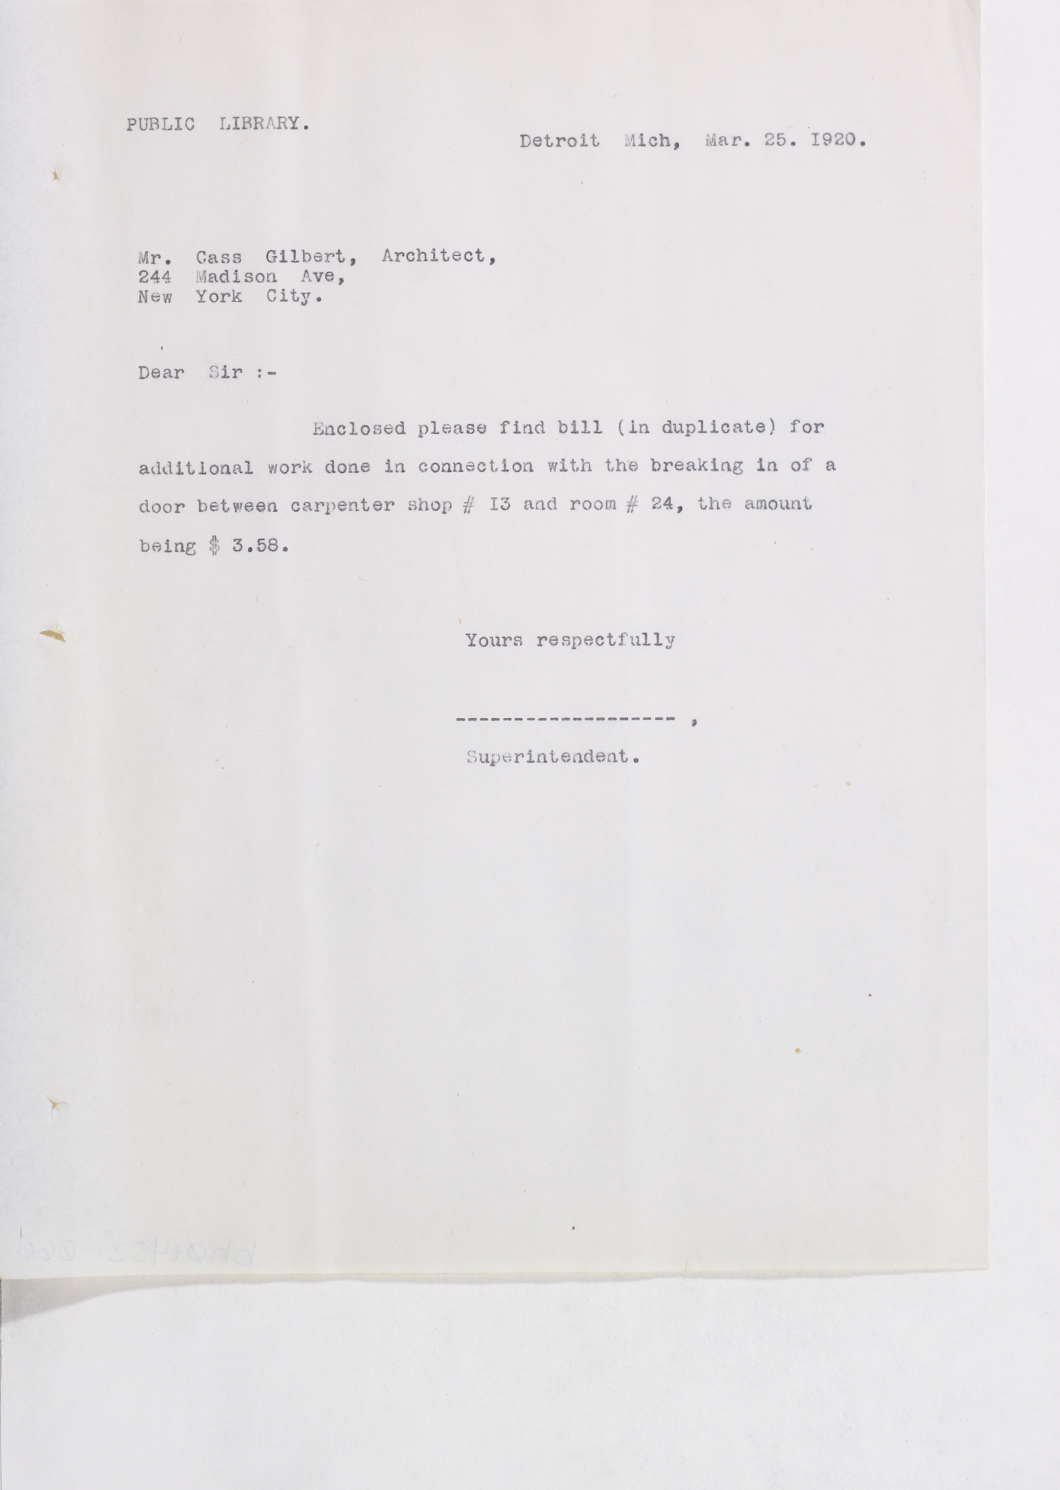 PUBLIC LIBRARY.
Detroit Mich, Mar. 25. I920.
Mr. Cass Gilbert, Architect,
244 Madison Ave,
New York City.
Dear Sir :-
Enclosed please find bill (in duplicate) for
additional work done in connection with the breaking in of a
door between carpenter shop # I3 and room # 24, the amount
being $ 3.58.
Yours respectfully
------------------- ,
Superintendent.